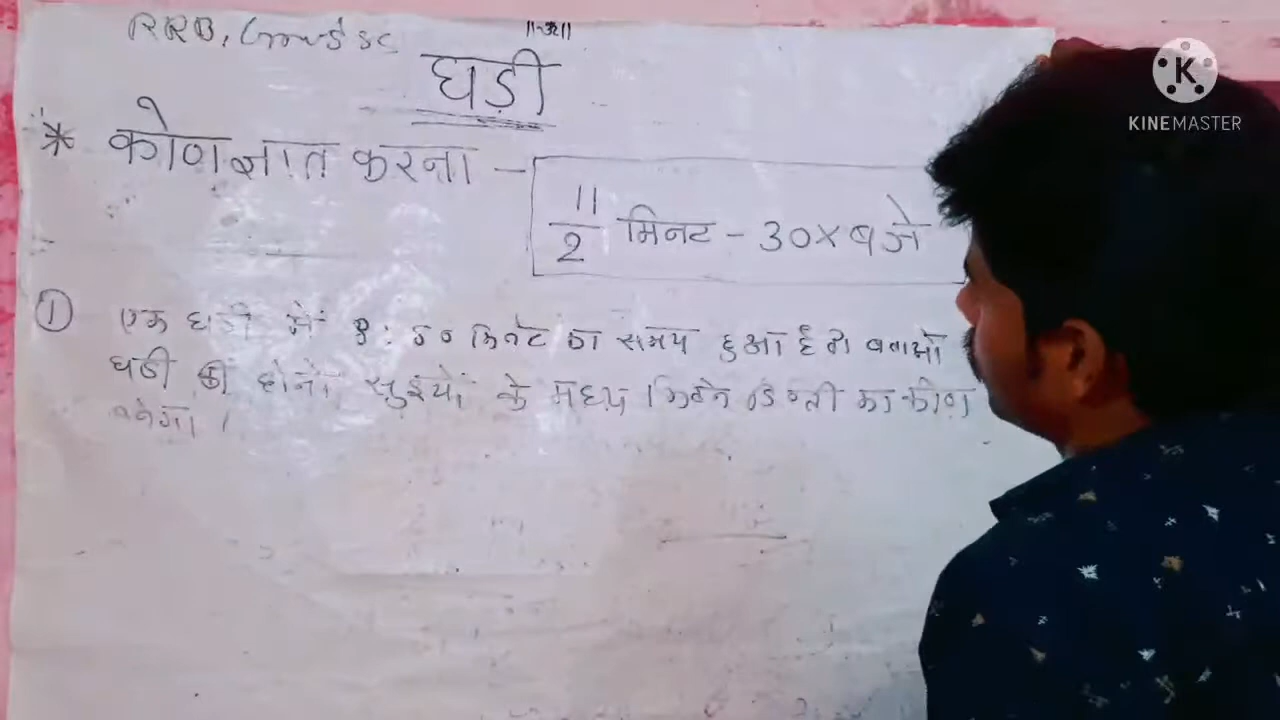 RRB, Group
||ॐ||
घड़ी
* कोण ज्ञात करना –
11/2 मिनट - 30×बजे
① एक घडी में 8:50 मिनट का समय हुआ है तो बताओ
घडी की दोनों सुइयों के मध्य कितने डिग्री का कोण
बनेगा।
KINEMASTER